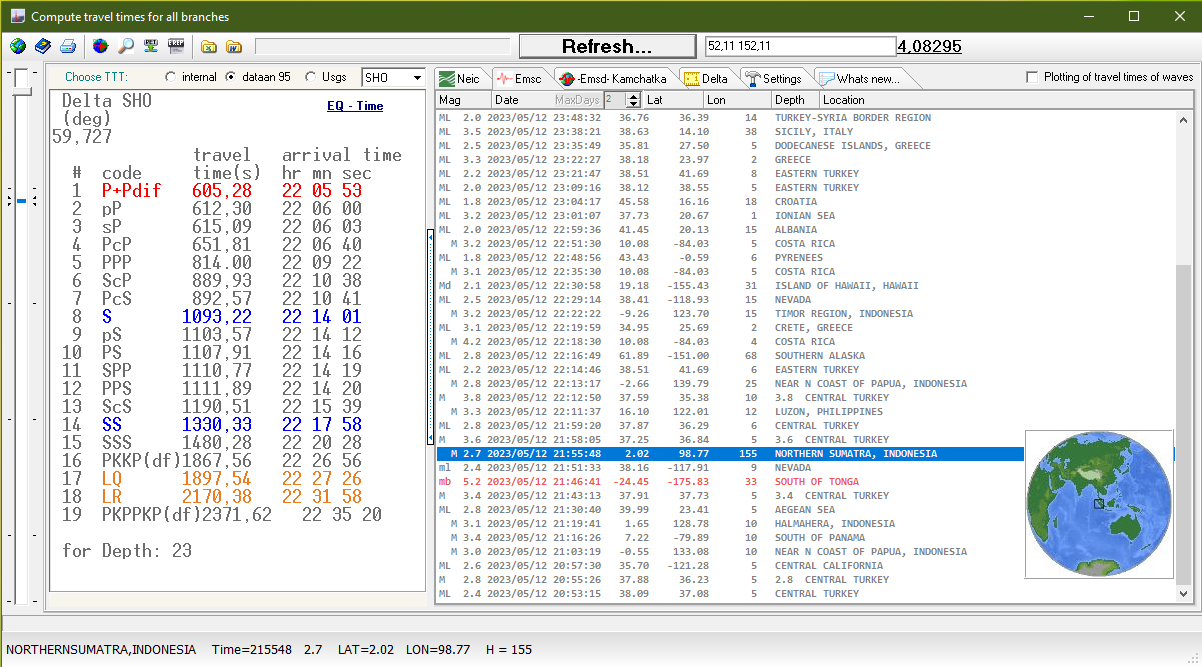 Compute travel times for all branches
Refresh... 52,11 152,11 4,08295
Choose TTT: internal dataan 95 Usgs SHO
Neic Emsc Emsd- Kamchatka Delta Settings Whats new... Plotting of travel times of waves
Delta SHO EQ - Time
(deg)
59,727
travel arrival time
# code time(s) hr mn sec
1 P+Pdif 605,28 22 05 53
2 pP 612,30 22 06 00
3 sP 615,09 22 06 03
4 PcP 651,81 22 06 40
5 PPP 814.00 22 09 22
6 ScP 889,93 22 10 38
7 PcS 892,57 22 10 41
8 S 1093,22 22 14 01
9 pS 1103,57 22 14 12
10 PS 1107,91 22 14 16
11 SPP 1110,77 22 14 19
12 PPS 1111,89 22 14 20
13 ScS 1190,51 22 15 39
14 SS 1330,33 22 17 58
15 SSS 1480,28 22 20 28
16 PKKP(df)1867,56 22 26 56
17 LQ 1897,54 22 27 26
18 LR 2170,38 22 31 58
19 PKPPKP(df)2371,62 22 35 20
for Depth: 23
Mag Date MaxDays 2 Lat Lon Depth Location
ML 2.0 2023/05/12 23:48:32 36.76 36.39 14 TURKEY-SYRIA BORDER REGION
ML 3.5 2023/05/12 23:38:21 38.63 14.10 38 SICILY, ITALY
ML 2.5 2023/05/12 23:35:49 35.81 27.50 5 DODECANESE ISLANDS, GREECE
ML 3.3 2023/05/12 23:22:27 38.18 23.97 2 GREECE
ML 2.2 2023/05/12 23:21:47 38.51 41.69 8 EASTERN TURKEY
ML 2.0 2023/05/12 23:09:16 38.12 38.55 5 EASTERN TURKEY
ML 1.8 2023/05/12 23:04:17 45.58 16.16 18 CROATIA
ML 3.2 2023/05/12 23:01:07 37.73 20.67 1 IONIAN SEA
ML 2.0 2023/05/12 22:59:36 41.45 20.13 15 ALBANIA
M 3.2 2023/05/12 22:51:30 10.08 -84.03 5 COSTA RICA
ML 1.8 2023/05/12 22:48:56 43.43 -0.59 6 PYRENEES
M 3.1 2023/05/12 22:35:30 10.08 -84.03 5 COSTA RICA
Md 2.1 2023/05/12 22:30:58 19.18 -155.43 31 ISLAND OF HAWAII, HAWAII
ML 2.5 2023/05/12 22:29:14 38.41 -118.93 15 NEVADA
M 3.2 2023/05/12 22:22:22 -9.26 123.70 15 TIMOR REGION, INDONESIA
ML 3.1 2023/05/12 22:19:59 34.95 25.69 2 CRETE, GREECE
M 4.2 2023/05/12 22:18:30 10.08 -84.03 4 COSTA RICA
ML 2.8 2023/05/12 22:16:49 61.89 -151.00 68 SOUTHERN ALASKA
ML 2.2 2023/05/12 22:14:46 38.51 41.69 6 EASTERN TURKEY
M 2.8 2023/05/12 22:13:17 -2.66 139.79 25 NEAR N COAST OF PAPUA, INDONESIA
M 3.8 2023/05/12 22:12:50 37.59 35.38 10 3.8 CENTRAL TURKEY
M 3.3 2023/05/12 22:11:37 16.10 122.01 12 LUZON, PHILIPPINES
ML 2.8 2023/05/12 21:59:20 37.87 36.29 6 CENTRAL TURKEY
M 3.6 2023/05/12 21:58:05 37.25 36.84 5 3.6 CENTRAL TURKEY
M 2.7 2023/05/12 21:55:48 2.02 98.77 155 NORTHERN SUMATRA, INDONESIA
ml 2.4 2023/05/12 21:51:33 38.16 -117.91 9 NEVADA
mb 5.2 2023/05/12 21:46:41 -24.45 -175.83 33 SOUTH OF TONGA
M 3.4 2023/05/12 21:43:13 37.91 37.73 5 3.4 CENTRAL TURKEY
ML 2.8 2023/05/12 21:30:40 39.99 23.41 5 AEGEAN SEA
M 3.1 2023/05/12 21:19:41 1.65 128.78 10 HALMAHERA, INDONESIA
M 3.4 2023/05/12 21:16:26 7.22 -79.89 10 SOUTH OF PANAMA
M 3.0 2023/05/12 21:03:19 -0.55 133.08 10 NEAR N COAST OF PAPUA, INDONESIA
ML 2.6 2023/05/12 20:57:30 35.70 -121.28 5 CENTRAL CALIFORNIA
M 2.8 2023/05/12 20:55:26 37.88 36.23 5 2.8 CENTRAL TURKEY
ML 2.4 2023/05/12 20:53:15 38.09 37.08 5 CENTRAL TURKEY
NORTHERNSUMATRA,INDONESIA Time=215548 2.7 LAT=2.02 LON=98.77 H = 155